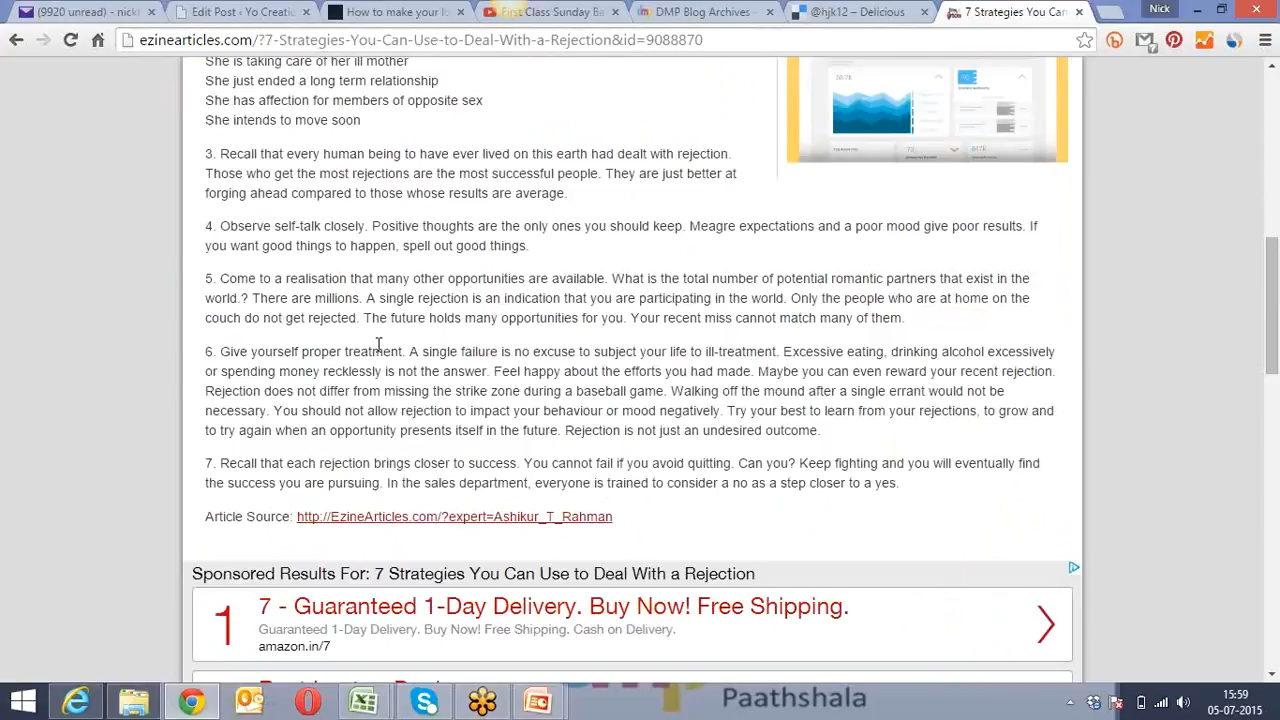 (9920 unread) - nickl
Edit Post ‹ Yo Creatio
How to make your Is
First Class Sunday Ba
DMP Blog Archives –
@hjk12 – Delicious
7 Strategies You Can
Nick
ezinearticles.com/?7-Strategies-You-Can-Use-to-Deal-With-a-Rejection&id=9088870
She is taking care of her ill mother
She just ended a long term relationship
She has affection for members of opposite sex
She intends to move soon
3. Recall that every human being to have ever lived on this earth had dealt with rejection.
Those who get the most rejections are the most successful people. They are just better at
forging ahead compared to those whose results are average.
4. Observe self-talk closely. Positive thoughts are the only ones you should keep. Meagre expectations and a poor mood give poor results. If
you want good things to happen, spell out good things.
5. Come to a realisation that many other opportunities are available. What is the total number of potential romantic partners that exist in the
world.? There are millions. A single rejection is an indication that you are participating in the world. Only the people who are at home on the
couch do not get rejected. The future holds many opportunities for you. Your recent miss cannot match many of them.
6. Give yourself proper treatment. A single failure is no excuse to subject your life to ill-treatment. Excessive eating, drinking alcohol excessively
or spending money recklessly is not the answer. Feel happy about the efforts you had made. Maybe you can even reward your recent rejection.
Rejection does not differ from missing the strike zone during a baseball game. Walking off the mound after a single errant would not be
necessary. You should not allow rejection to impact your behaviour or mood negatively. Try your best to learn from your rejections, to grow and
to try again when an opportunity presents itself in the future. Rejection is not just an undesired outcome.
7. Recall that each rejection brings closer to success. You cannot fail if you avoid quitting. Can you? Keep fighting and you will eventually find
the success you are pursuing. In the sales department, everyone is trained to consider a no as a step closer to a yes.
Article Source: http://EzineArticles.com/?expert=Ashikur_T_Rahman
Sponsored Results For: 7 Strategies You Can Use to Deal With a Rejection
1
7 - Guaranteed 1-Day Delivery. Buy Now! Free Shipping.
Guaranteed 1-Day Delivery. Buy Now! Free Shipping. Cash on Delivery.
amazon.in/7
Paathshala
15:59
05-07-2015